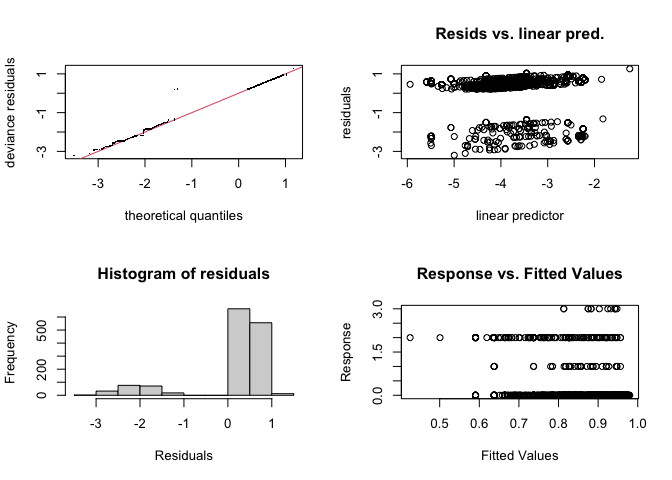 deviance residuals
1
-1
-3
-3 -2 -1 0 1
theoretical quantiles
Resids vs. linear pred.
residuals
1
-1
-3
-6 -5 -4 -3 -2
linear predictor
Histogram of residuals
Frequency
500
200
0
-3 -2 -1 0 1
Residuals
Response vs. Fitted Values
Response
3.0
1.5
0.0
0.5 0.6 0.7 0.8 0.9 1.0
Fitted Values